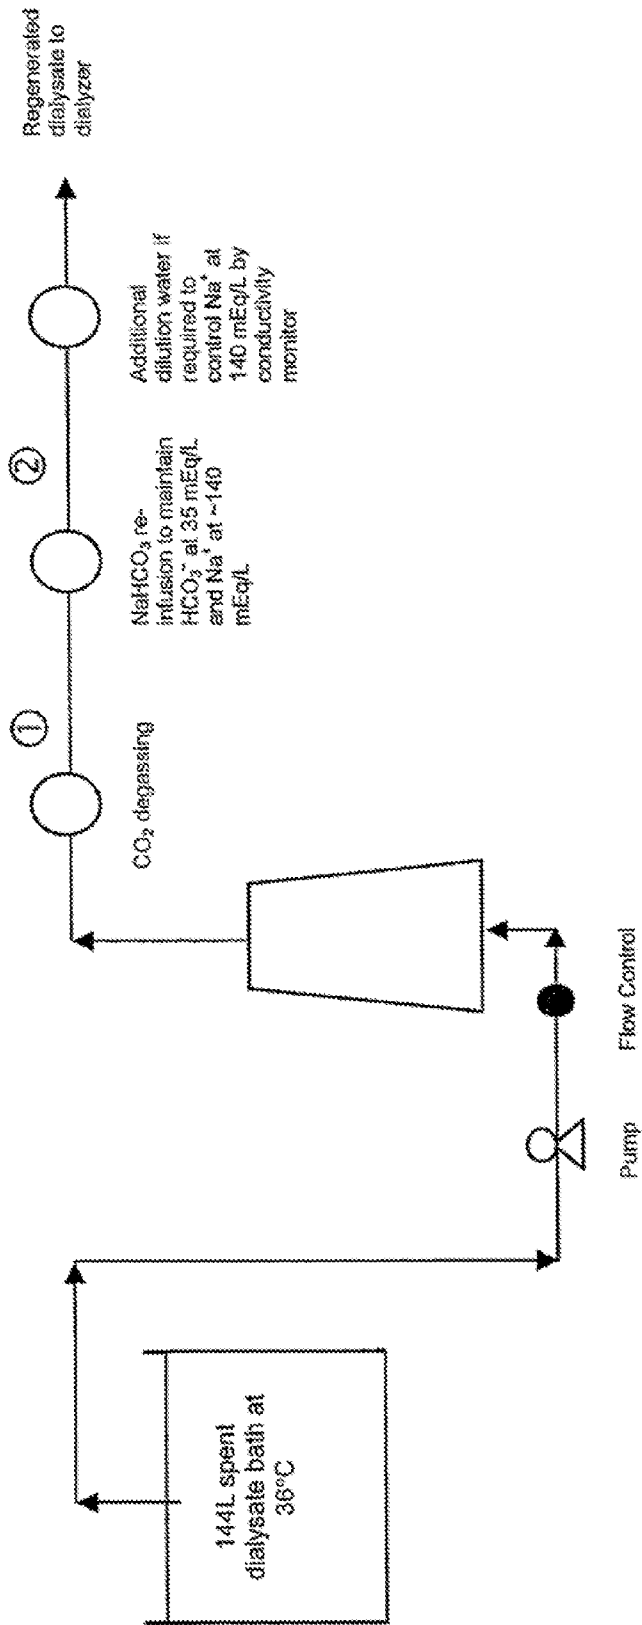 144L spent
dialysate bath at
36°C
Pump
Flow Control
CO₂ degassing
①
NaHCO₃ re-
infusion to maintain
HCO₃⁻ at 35 mEq/L
and Na⁺ at ~140
mEq/L
②
Additional
dilution water if
required to
control Na⁺ at
140 mEq/L by
conductivity
monitor
Regenerated
dialysate to
dialyzer